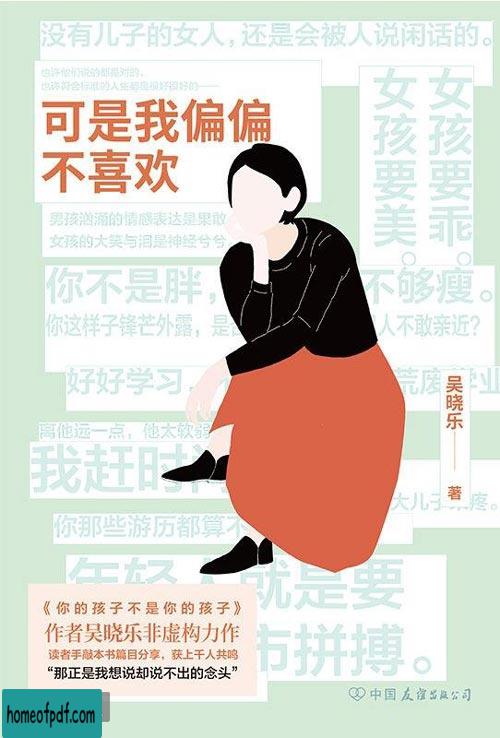 没有儿子的女人，还是会被人说闲话的。
也许他们说的都是对的，
也许符合标准的人生都是很好很好的——
可是我偏偏
不喜欢
女孩要乖。
女孩要美。
男孩汹涌的情感表达是果敢
女孩的大笑与泪是神经兮兮
你不是胖，
不够瘦。
你这样子锋芒外露，是
人不敢亲近？
好好学习，
荒废学业
吴晓乐
著
离他远一点，他太软弱
我赶时
大儿子
疼。
你那些游历都算不
年轻人就是要
拼搏。
《你的孩子不是你的孩子》
作者吴晓乐非虚构力作
读者手敲本书篇目分享，获上千人共鸣
“那正是我想说却说不出的念头”
中国友谊出版公司
homeofpdf.com